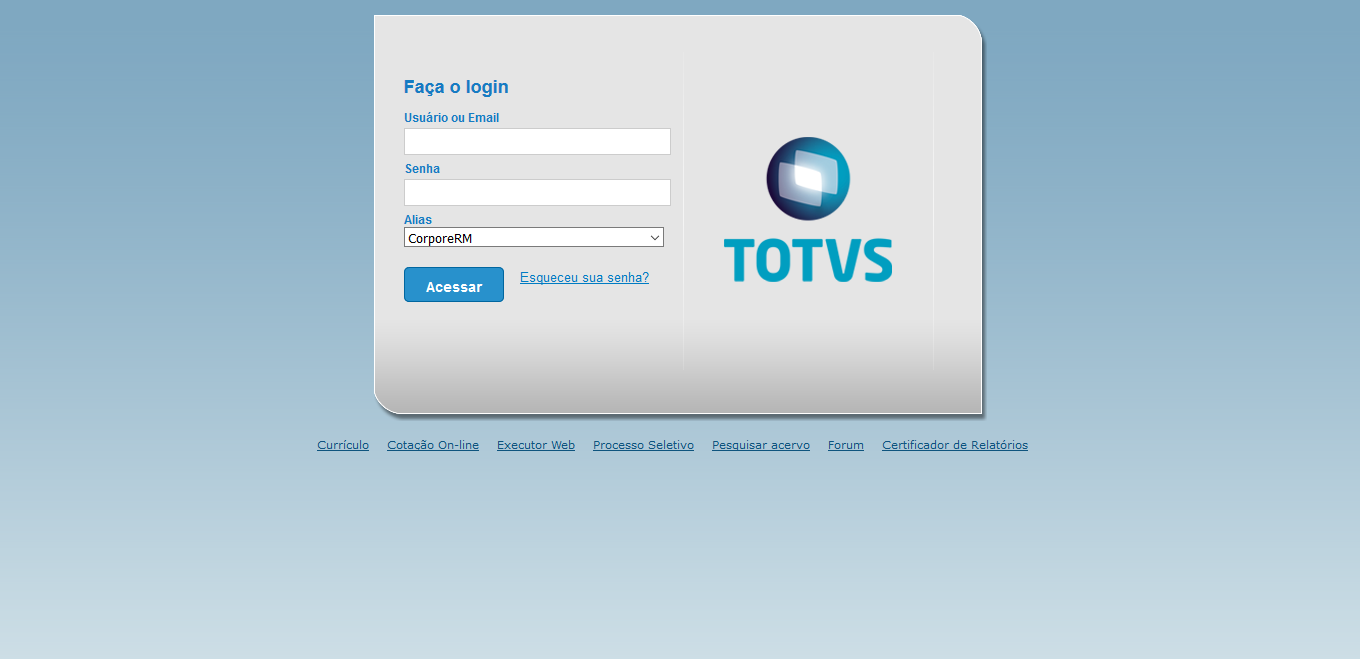 Faça o login
Usuário ou Email
Senha
Alias
CorporeRM
Acessar Esqueceu sua senha?
TOTVS
Currículo Cotação On-line Executor Web Processo Seletivo Pesquisar acervo Forum Certificador de Relatórios